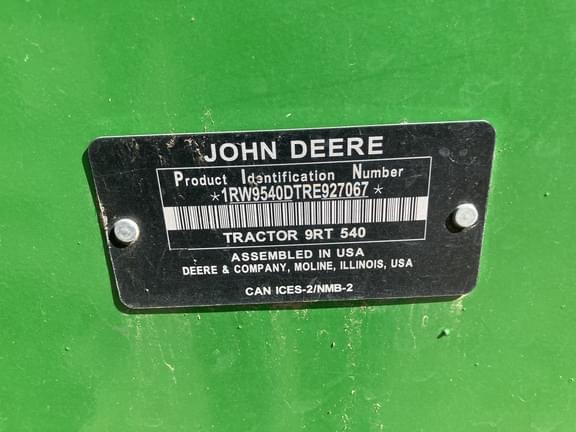 JOHN DEERE
Product Identification Number
*1RW9540DTRE927067*
TRACTOR 9RT 540
ASSEMBLED IN USA
DEERE & COMPANY, MOLINE, ILLINOIS, USA
CAN ICES-2/NMB-2